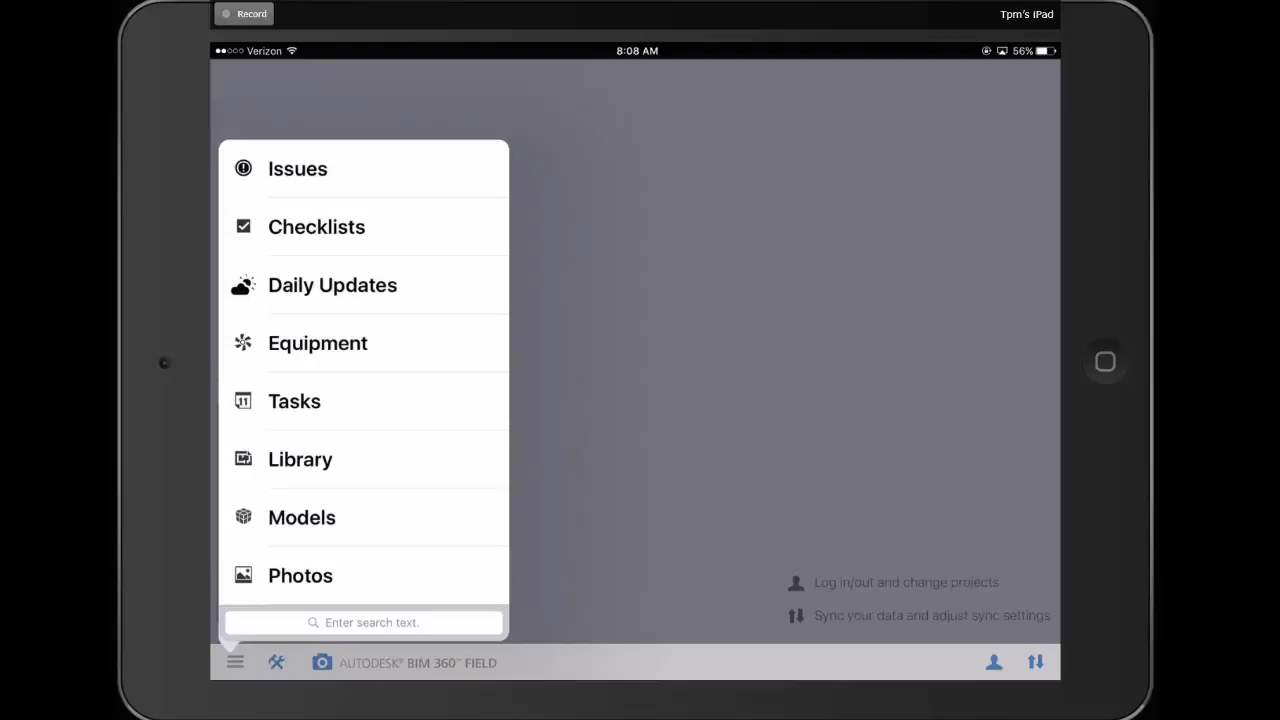 Record
Tpm's iPad
Verizon
8:08 AM
56%
Issues
Checklists
Daily Updates
Equipment
11
Tasks
Library
Models
Photos
Enter search text.
Log in/out and change projects
Sync your data and adjust sync settings
AUTODESK® BIM 360™ FIELD